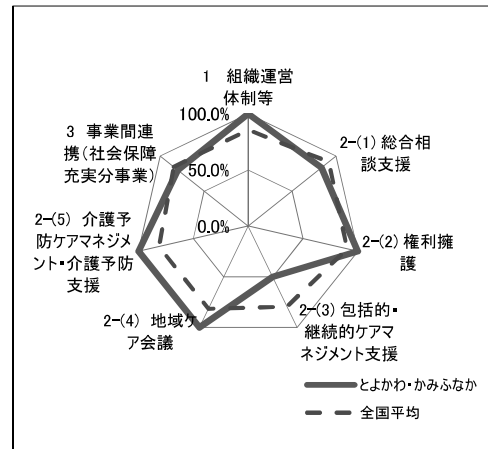 1　組織運営
体制等
100.0%
50.0%
0.0%
2-(1) 総合相
談支援
2-(2) 権利擁
護
2-(3) 包括的・
継続的ケアマ
ネジメント支援
2-(4) 地域ケ
ア会議
2-(5) 介護予
防ケアマネジメ
ント・介護予防
支援
3 事業間連
携(社会保障
充実分事業)
とよかわ・かみふなか
全国平均